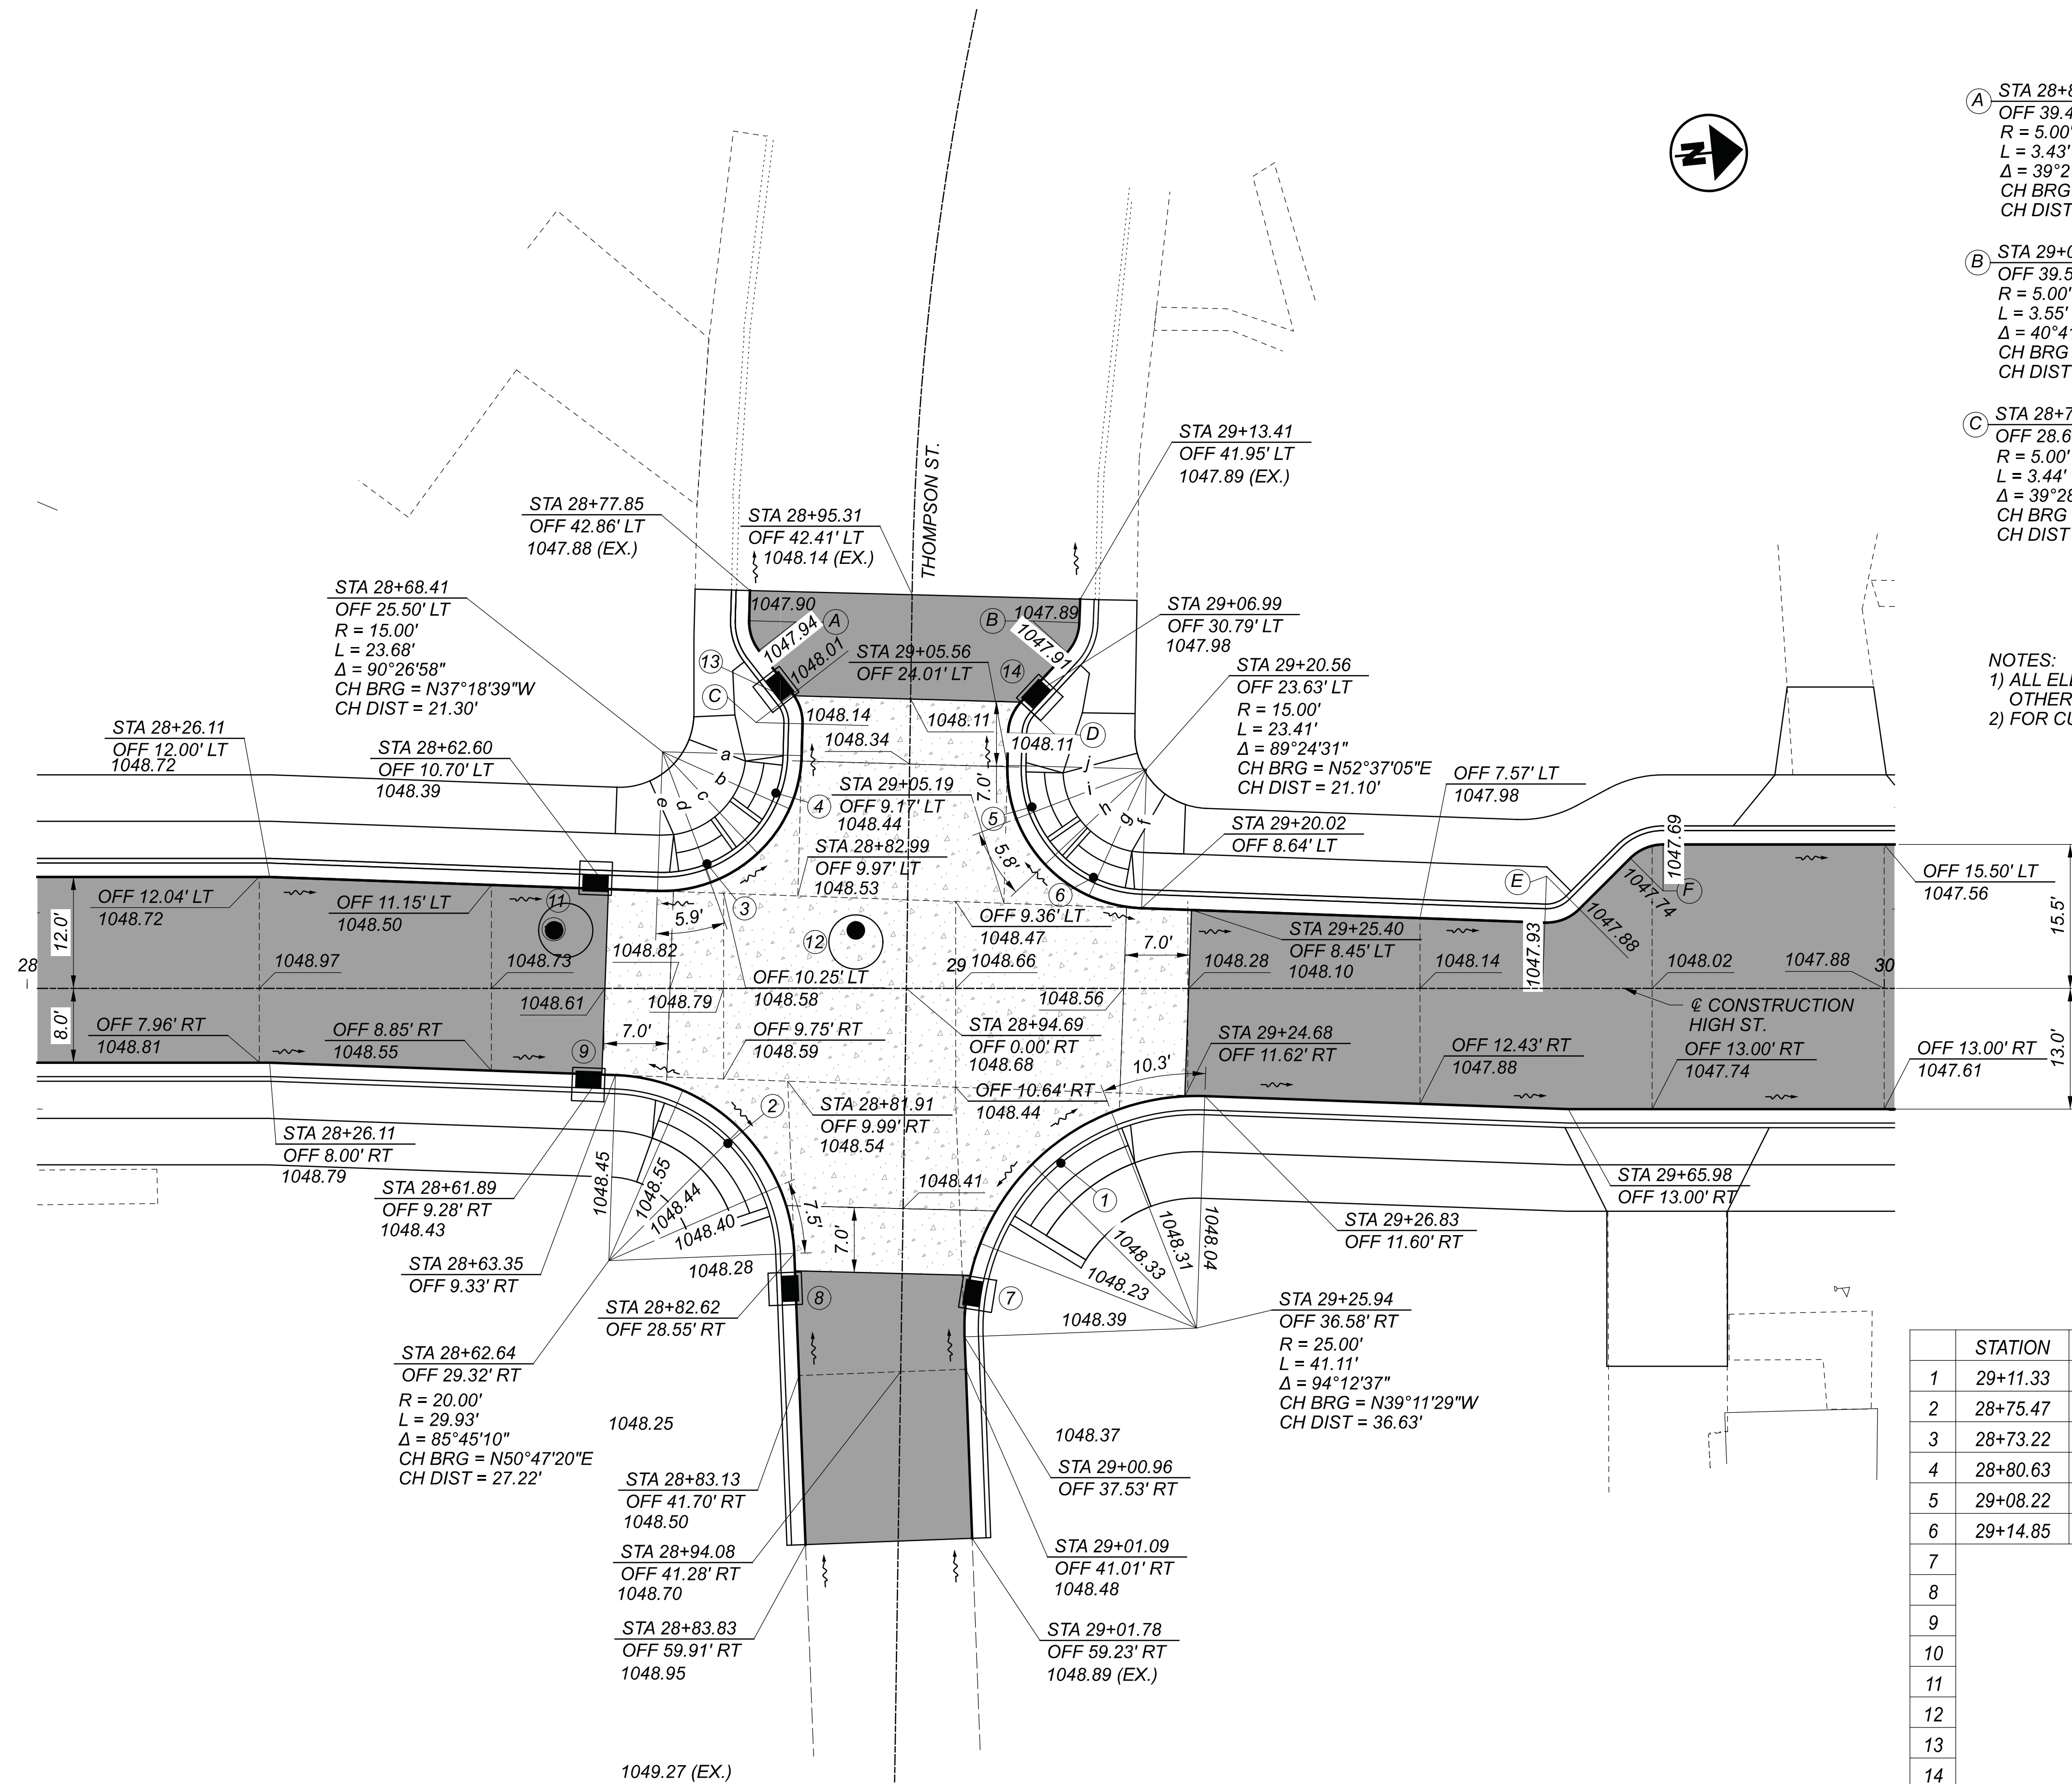 N
A
STA 28+8
OFF 39.4
R = 5.00'
L = 3.43'
Δ = 39°2
CH BRG
CH DIST
B
STA 29+0
OFF 39.5
R = 5.00'
L = 3.55'
Δ = 40°4
CH BRG
CH DIST
C
STA 28+7
OFF 28.6
R = 5.00'
L = 3.44'
Δ = 39°28
CH BRG
CH DIST
NOTES:
1) ALL ELE
OTHER
2) FOR CU
THOMPSON ST.
STA 29+13.41
OFF 41.95' LT
1047.89 (EX.)
STA 28+77.85
OFF 42.86' LT
1047.88 (EX.)
STA 28+95.31
OFF 42.41' LT
1048.14 (EX.)
STA 28+68.41
OFF 25.50' LT
R = 15.00'
L = 23.68'
Δ = 90°26'58"
CH BRG = N37°18'39"W
CH DIST = 21.30'
STA 29+06.99
OFF 30.79' LT
1047.98
STA 29+20.56
OFF 23.63' LT
R = 15.00'
L = 23.41'
Δ = 89°24'31"
CH BRG = N52°37'05"E
CH DIST = 21.10'
1047.90
A
B
1047.89
1047.94
1047.91
1048.01
STA 29+05.56
OFF 24.01' LT
13
14
C
D
1048.14
1048.11
1048.11
1048.34
STA 28+26.11
OFF 12.00' LT
1048.72
STA 28+62.60
OFF 10.70' LT
1048.39
a
b
c
d
e
j
i
h
g
f
4
5
7.0'
STA 29+05.19
OFF 9.17' LT
1048.44
STA 28+82.99
OFF 9.97' LT
1048.53
5.8'
6
3
OFF 7.57' LT
1047.98
STA 29+20.02
OFF 8.64' LT
1047.69
E
F
1047.74
1047.88
1047.93
OFF 15.50' LT
1047.56
15.5'
OFF 12.04' LT
1048.72
OFF 11.15' LT
1048.50
11
12
5.9'
OFF 9.36' LT
1048.47
7.0'
STA 29+25.40
OFF 8.45' LT
1048.10
12.0'
28
1048.97
1048.73
1048.82
29
1048.66
1048.28
1048.14
1048.02
1047.88
30
1048.61
1048.79
OFF 10.25' LT
1048.58
1048.56
℄ CONSTRUCTION
HIGH ST.
8.0'
OFF 7.96' RT
1048.81
OFF 8.85' RT
1048.55
7.0'
OFF 9.75' RT
1048.59
STA 28+94.69
OFF 0.00' RT
1048.68
STA 29+24.68
OFF 11.62' RT
OFF 12.43' RT
1047.88
OFF 13.00' RT
1047.74
OFF 13.00' RT
1047.61
13.0'
9
10.3'
OFF 10.64' RT
1048.44
2
STA 28+81.91
OFF 9.99' RT
1048.54
STA 28+26.11
OFF 8.00' RT
1048.79
STA 28+61.89
OFF 9.28' RT
1048.43
1048.45
1048.55
1048.44
1048.40
1048.28
7.5'
7.0'
1048.41
1
1048.04
1048.31
1048.33
1048.23
1048.39
STA 29+65.98
OFF 13.00' RT
STA 29+26.83
OFF 11.60' RT
STA 28+63.35
OFF 9.33' RT
STA 28+82.62
OFF 28.55' RT
8
7
STA 29+25.94
OFF 36.58' RT
R = 25.00'
L = 41.11'
Δ = 94°12'37"
CH BRG = N39°11'29"W
CH DIST = 36.63'
STA 28+62.64
OFF 29.32' RT
R = 20.00'
L = 29.93'
Δ = 85°45'10"
CH BRG = N50°47'20"E
CH DIST = 27.22'
1048.25
STA 28+83.13
OFF 41.70' RT
1048.50
STA 28+94.08
OFF 41.28' RT
1048.70
STA 28+83.83
OFF 59.91' RT
1048.95
1049.27 (EX.)
1048.37
STA 29+00.96
OFF 37.53' RT
STA 29+01.09
OFF 41.01' RT
1048.48
STA 29+01.78
OFF 59.23' RT
1048.89 (EX.)
STATION
1 29+11.33
2 28+75.47
3 28+73.22
4 28+80.63
5 29+08.22
6 29+14.85
7
8
9
10
11
12
13
14